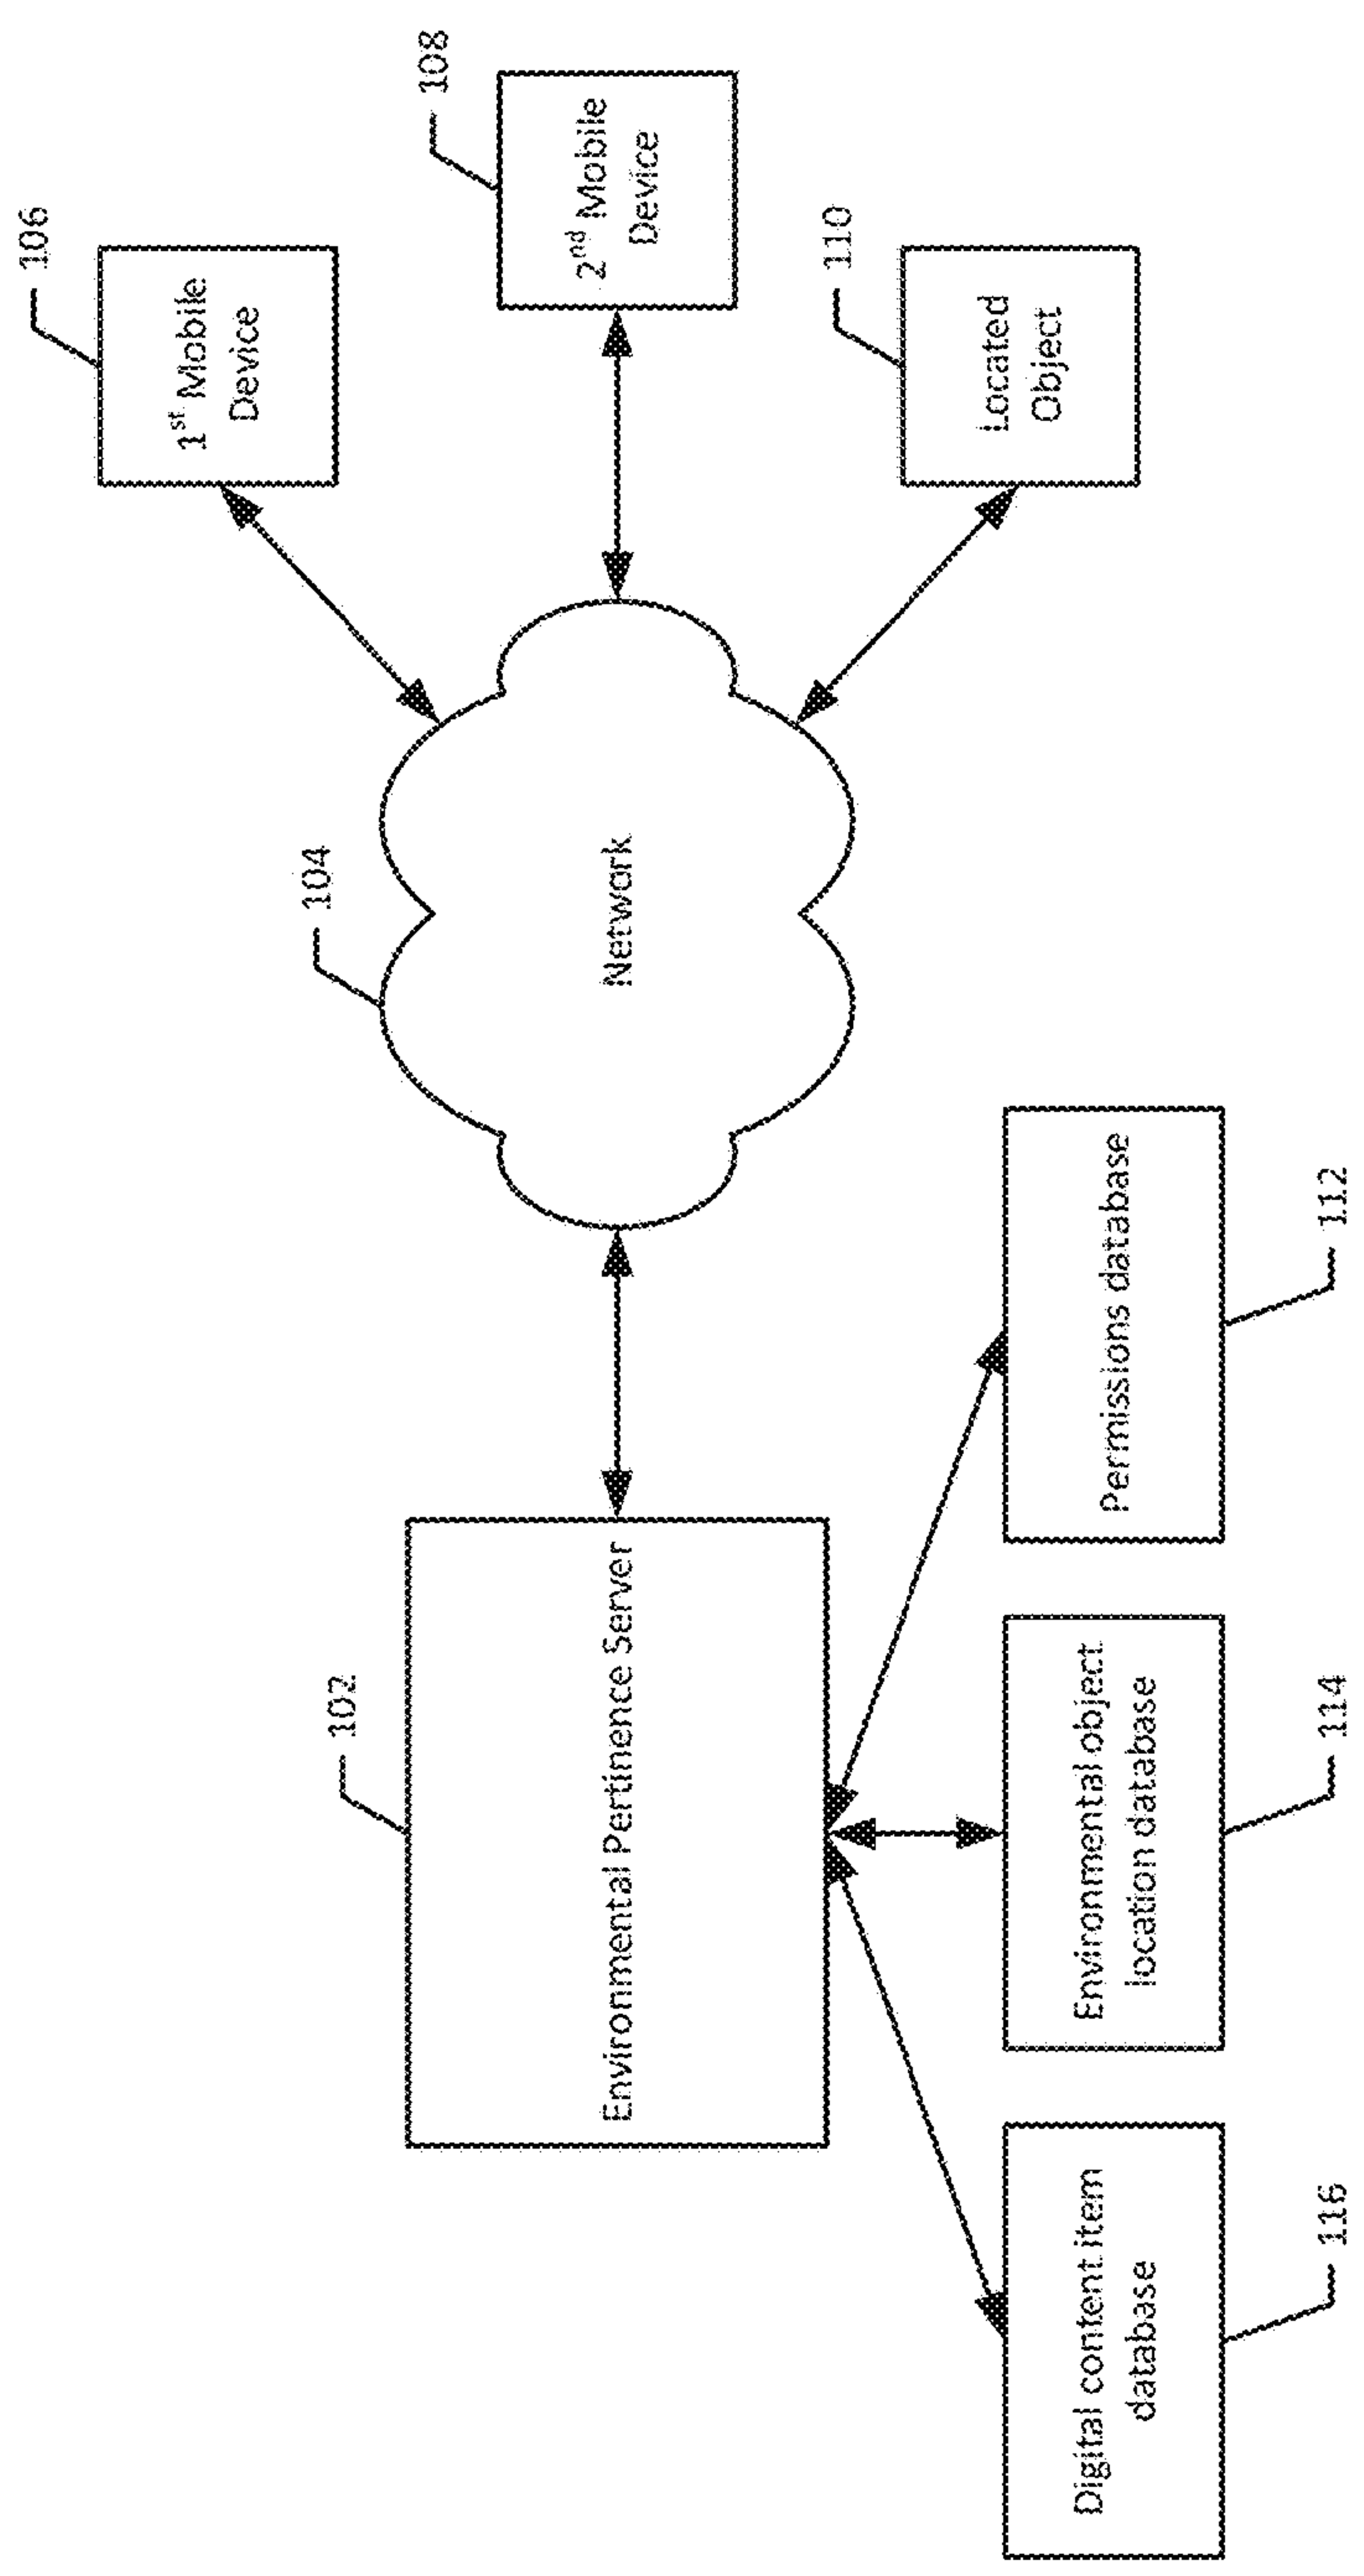 106
1st Mobile
Device
108
2nd Mobile
Device
110
Located
Object
104
Network
102
Environmental Pertinence Server
Permissions database
112
Environmental object
location database
114
Digital content item
database
116